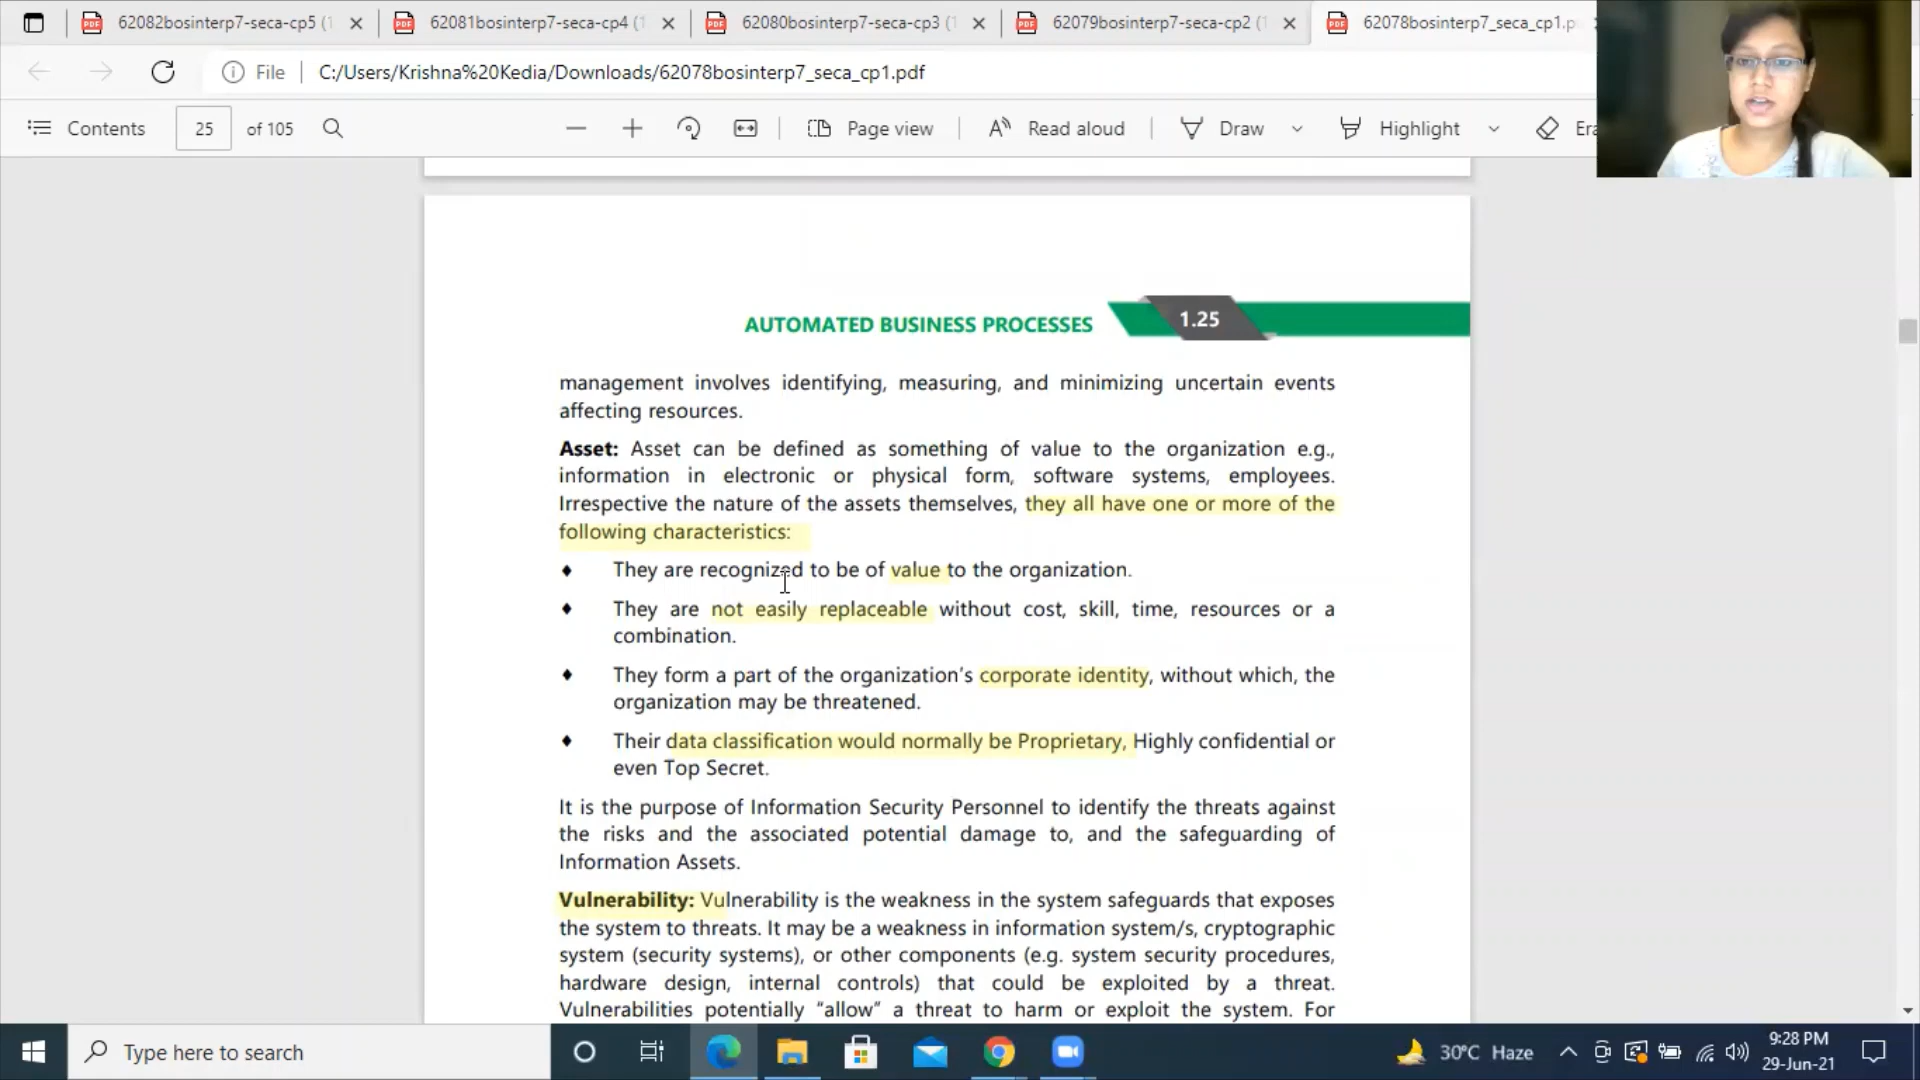 62082bosinterp7-seca-cp5 (1
62081bosinterp7-seca-cp4 (1
62080bosinterp7-seca-cp3 (1
62079bosinterp7-seca-cp2 (1
62078bosinterp7_seca_cp1.p
File
C:/Users/Krishna%20Kedia/Downloads/62078bosinterp7_seca_cp1.pdf
Contents
25
of 105
Page view
Read aloud
Draw
Highlight
Era
AUTOMATED BUSINESS PROCESSES
1.25
management involves identifying, measuring, and minimizing uncertain events
affecting resources.
Asset: Asset can be defined as something of value to the organization e.g.,
information in electronic or physical form, software systems, employees.
Irrespective the nature of the assets themselves, they all have one or more of the
following characteristics:
♦ They are recognized to be of value to the organization.
♦ They are not easily replaceable without cost, skill, time, resources or a
combination.
♦ They form a part of the organization's corporate identity, without which, the
organization may be threatened.
♦ Their data classification would normally be Proprietary, Highly confidential or
even Top Secret.
It is the purpose of Information Security Personnel to identify the threats against
the risks and the associated potential damage to, and the safeguarding of
Information Assets.
Vulnerability: Vulnerability is the weakness in the system safeguards that exposes
the system to threats. It may be a weakness in information system/s, cryptographic
system (security systems), or other components (e.g. system security procedures,
hardware design, internal controls) that could be exploited by a threat.
Vulnerabilities potentially “allow” a threat to harm or exploit the system. For
Type here to search
30°C Haze
9:28 PM
29-Jun-21